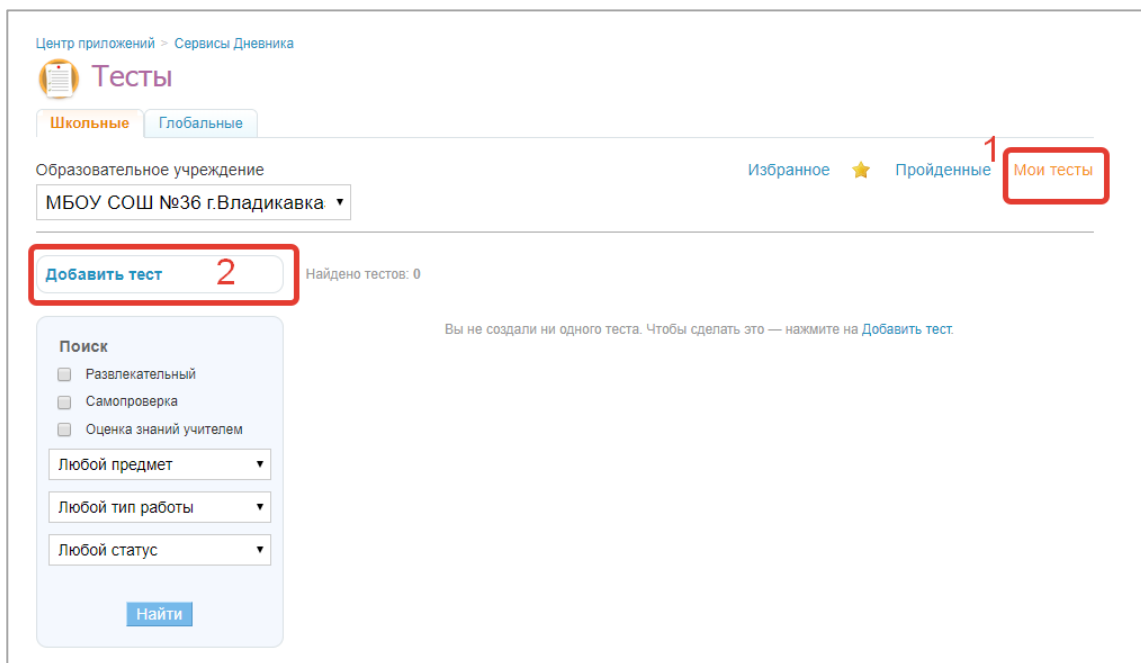 Центр приложений > Сервисы Дневника
Тесты
Школьные Глобальные
1
Образовательное учреждение Избранное Пройденные Мои тесты
МБОУ СОШ №36 г.Владикавка
Добавить тест 2 Найдено тестов: 0
Вы не создали ни одного теста. Чтобы сделать это — нажмите на Добавить тест.
Поиск
Развлекательный
Самопроверка
Оценка знаний учителем
Любой предмет
Любой тип работы
Любой статус
Найти